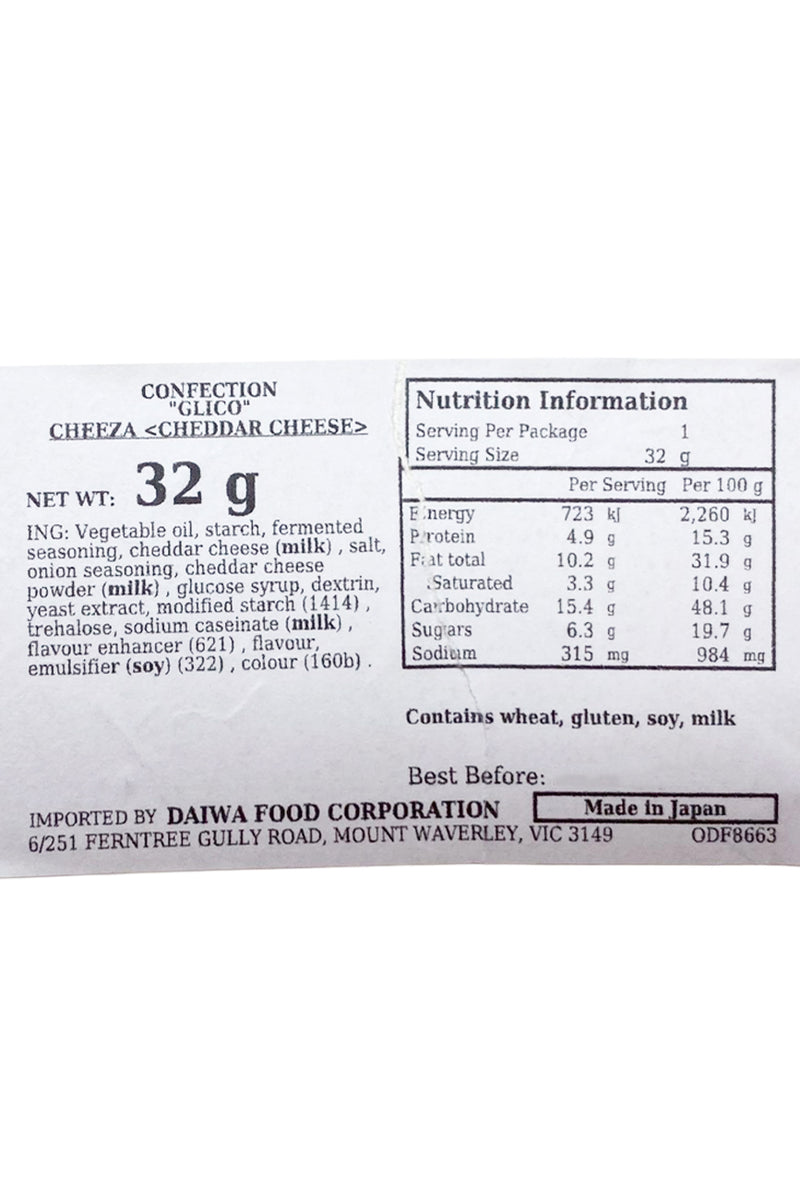 CONFECTION
"GLICO"
CHEEZA <CHEDDAR CHEESE>
NET WT: 32 g
ING: Vegetable oil, starch, fermented
seasoning, cheddar cheese (milk) , salt,
onion seasoning, cheddar cheese
powder (milk) , glucose syrup, dextrin,
yeast extract, modified starch (1414) ,
trehalose, sodium caseinate (milk) ,
flavour enhancer (621) , flavour,
emulsifier (soy) (322) , colour (160b) .
Nutrition Information
Serving Per Package 1
Serving Size 32 g
Per Serving Per 100 g
Energy 723 kJ 2,260 kJ
Protein 4.9 g 15.3 g
Fat total 10.2 g 31.9 g
.Saturated 3.3 g 10.4 g
Carbohydrate 15.4 g 48.1 g
Sugars 6.3 g 19.7 g
Sodium 315 mg 984 mg
Contains wheat, gluten, soy, milk
Best Before:
IMPORTED BY DAIWA FOOD CORPORATION Made in Japan
6/251 FERNTREE GULLY ROAD, MOUNT WAVERLEY, VIC 3149 ODF8663